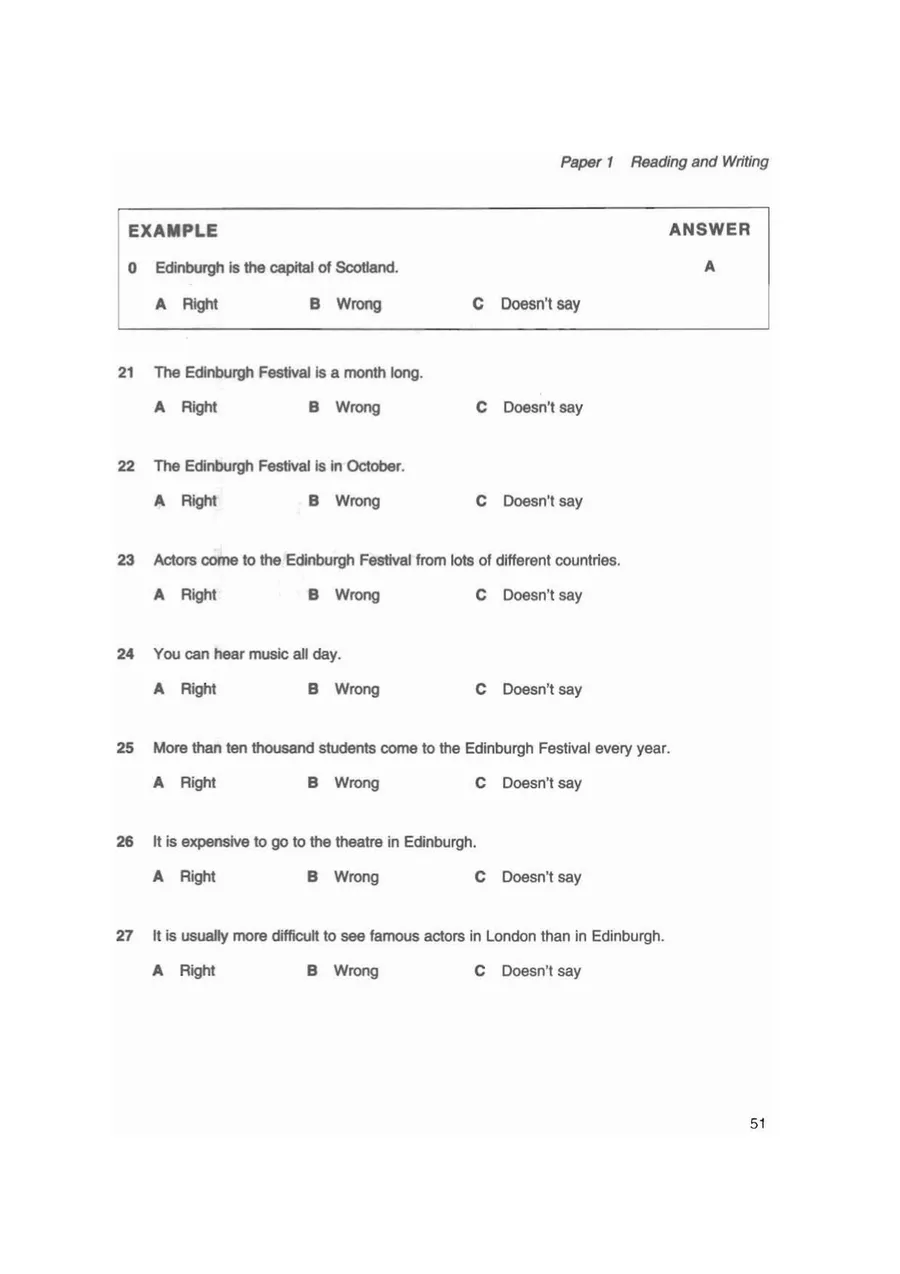 Paper 1 Reading and Writing
EXAMPLE ANSWER
0 Edinburgh is the capital of Scotland. A
A Right B Wrong C Doesn't say
21 The Edinburgh Festival is a month long.
A Right B Wrong C Doesn't say
22 The Edinburgh Festival is in October.
A Right B Wrong C Doesn't say
23 Actors come to the Edinburgh Festival from lots of different countries.
A Right B Wrong C Doesn't say
24 You can hear music all day.
A Right B Wrong C Doesn't say
25 More than ten thousand students come to the Edinburgh Festival every year.
A Right B Wrong C Doesn't say
26 It is expensive to go to the theatre in Edinburgh.
A Right B Wrong C Doesn't say
27 It is usually more difficult to see famous actors in London than in Edinburgh.
A Right B Wrong C Doesn't say
51